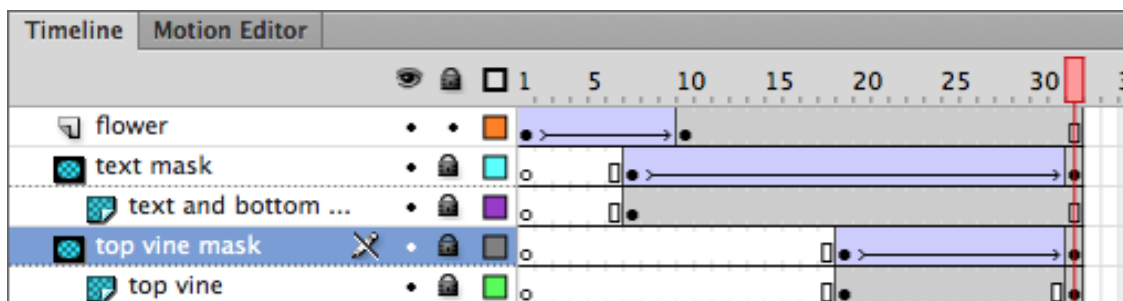 Timeline Motion Editor
1 5 10 15 20 25 30
flower
text mask
text and bottom ...
top vine mask
top vine